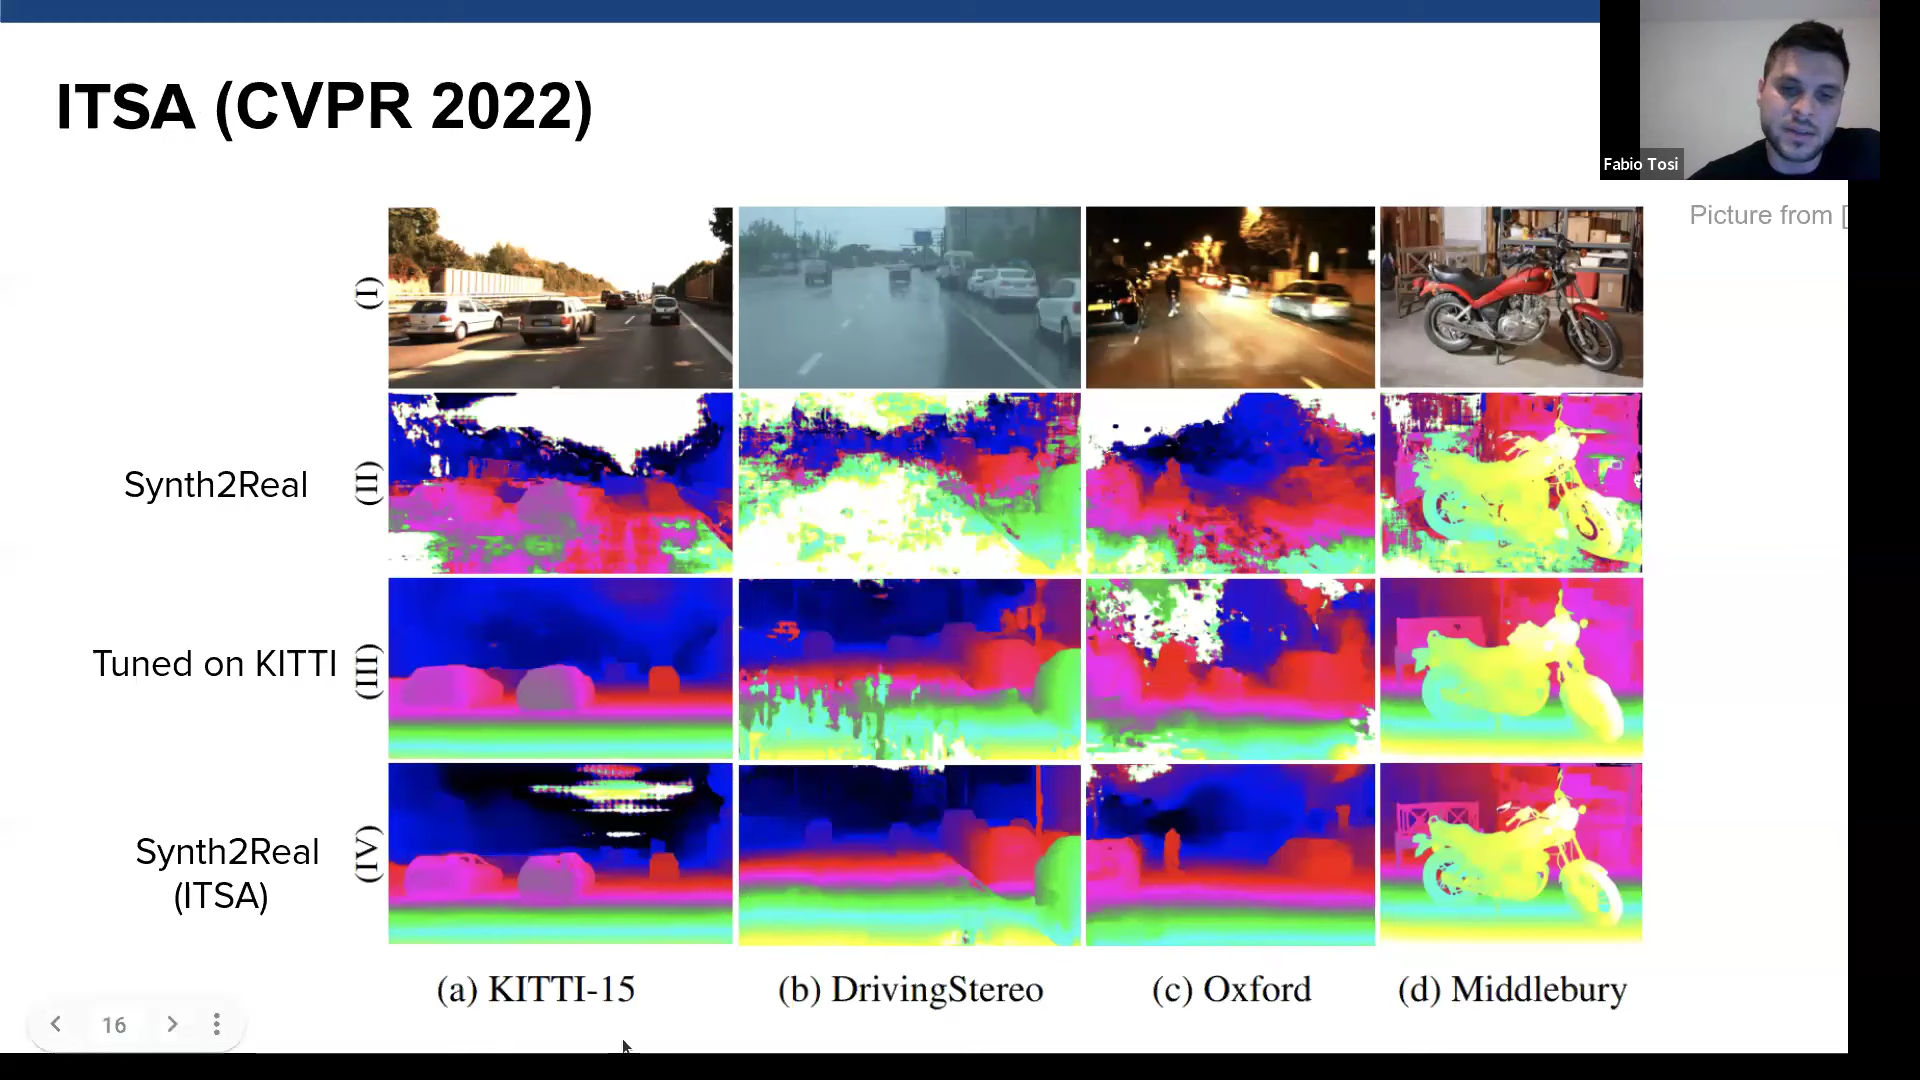 ITSA (CVPR 2022)
Fabio Tosi
Picture from [
(I)
Synth2Real (II)
Tuned on KITTI (III)
Synth2Real
(ITSA)
(IV)
(a) KITTI-15 (b) DrivingStereo (c) Oxford (d) Middlebury
16